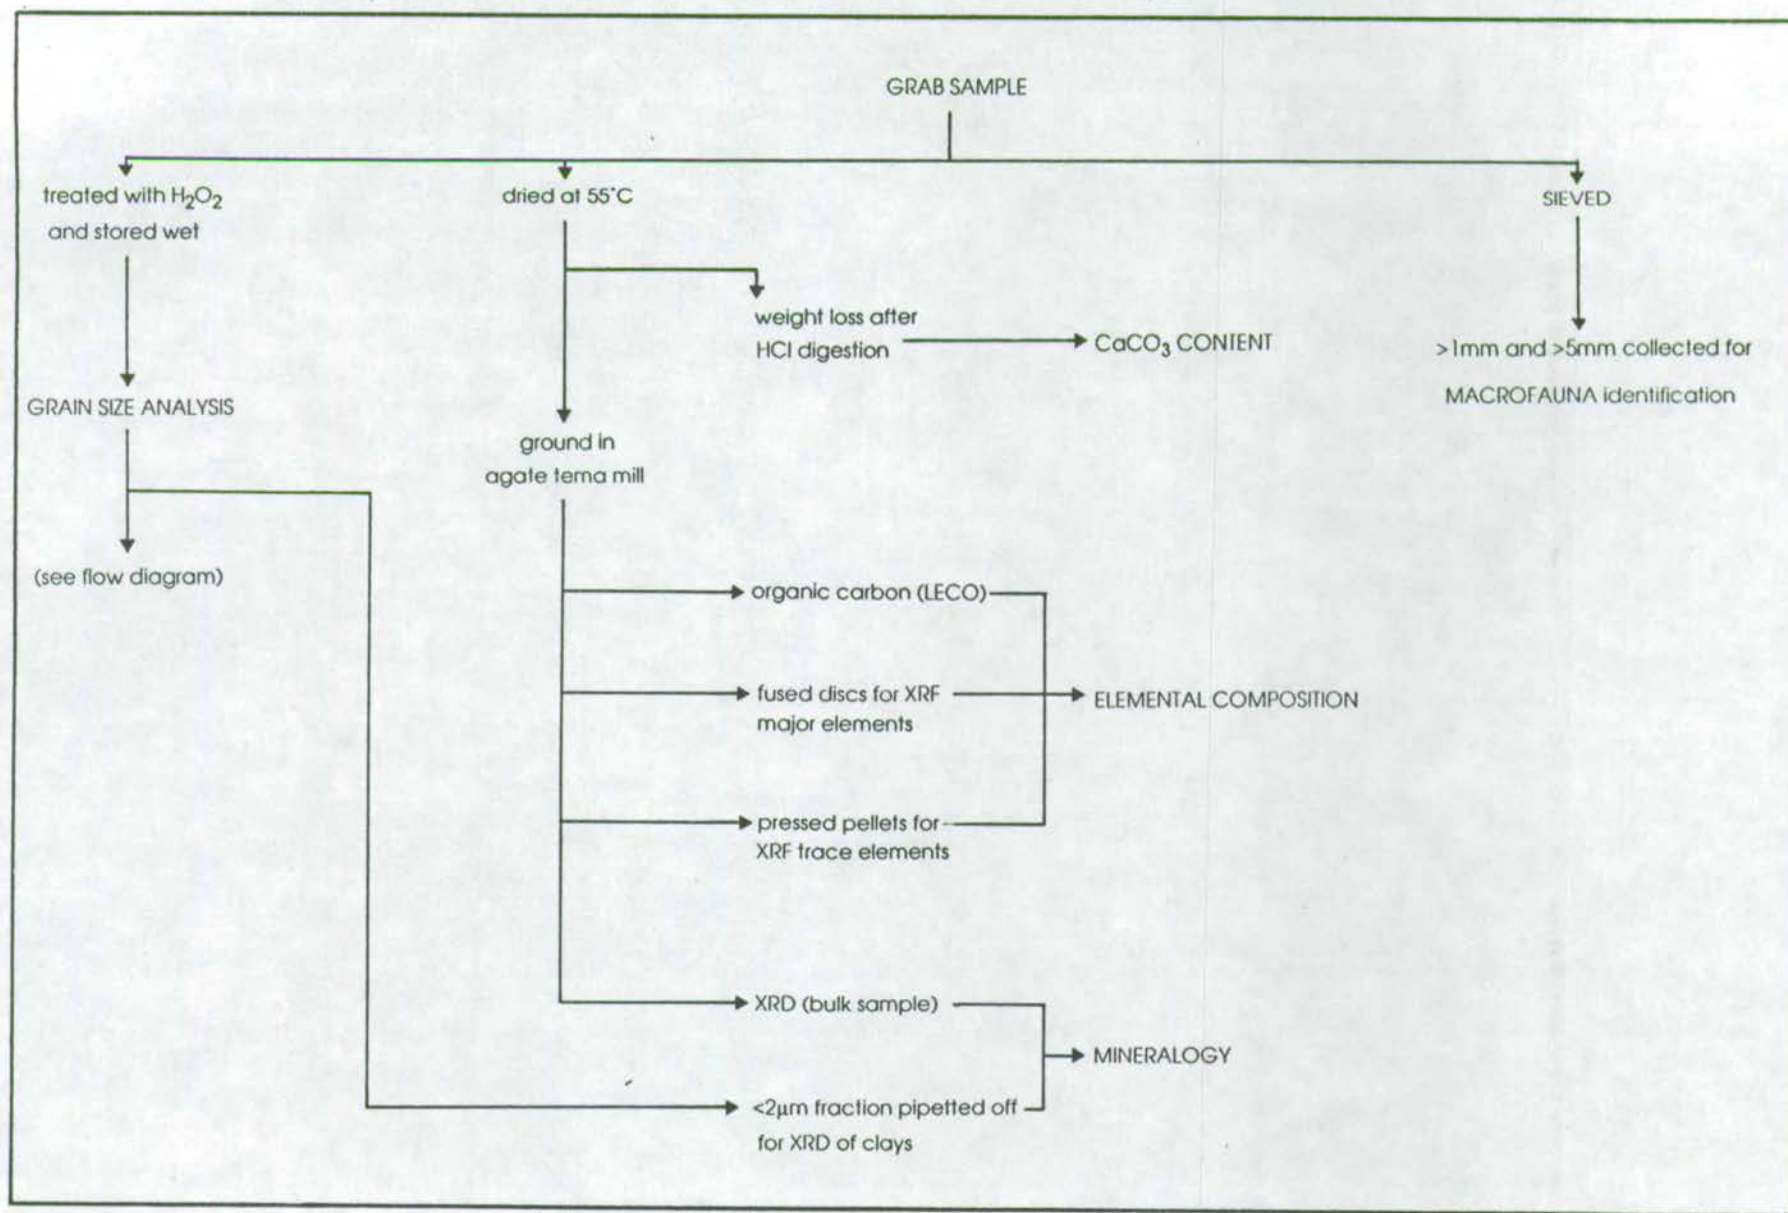 GRAB SAMPLE
treated with H₂O₂
and stored wet
dried at 55°C
SIEVED
weight loss after
HCl digestion
CaCO₃ CONTENT
>1mm and >5mm collected for
MACROFAUNA identification
GRAIN SIZE ANALYSIS
ground in
agate tema mill
(see flow diagram)
organic carbon (LECO)
fused discs for XRF
major elements
ELEMENTAL COMPOSITION
pressed pellets for
XRF trace elements
XRD (bulk sample)
MINERALOGY
<2µm fraction pipetted off
for XRD of clays